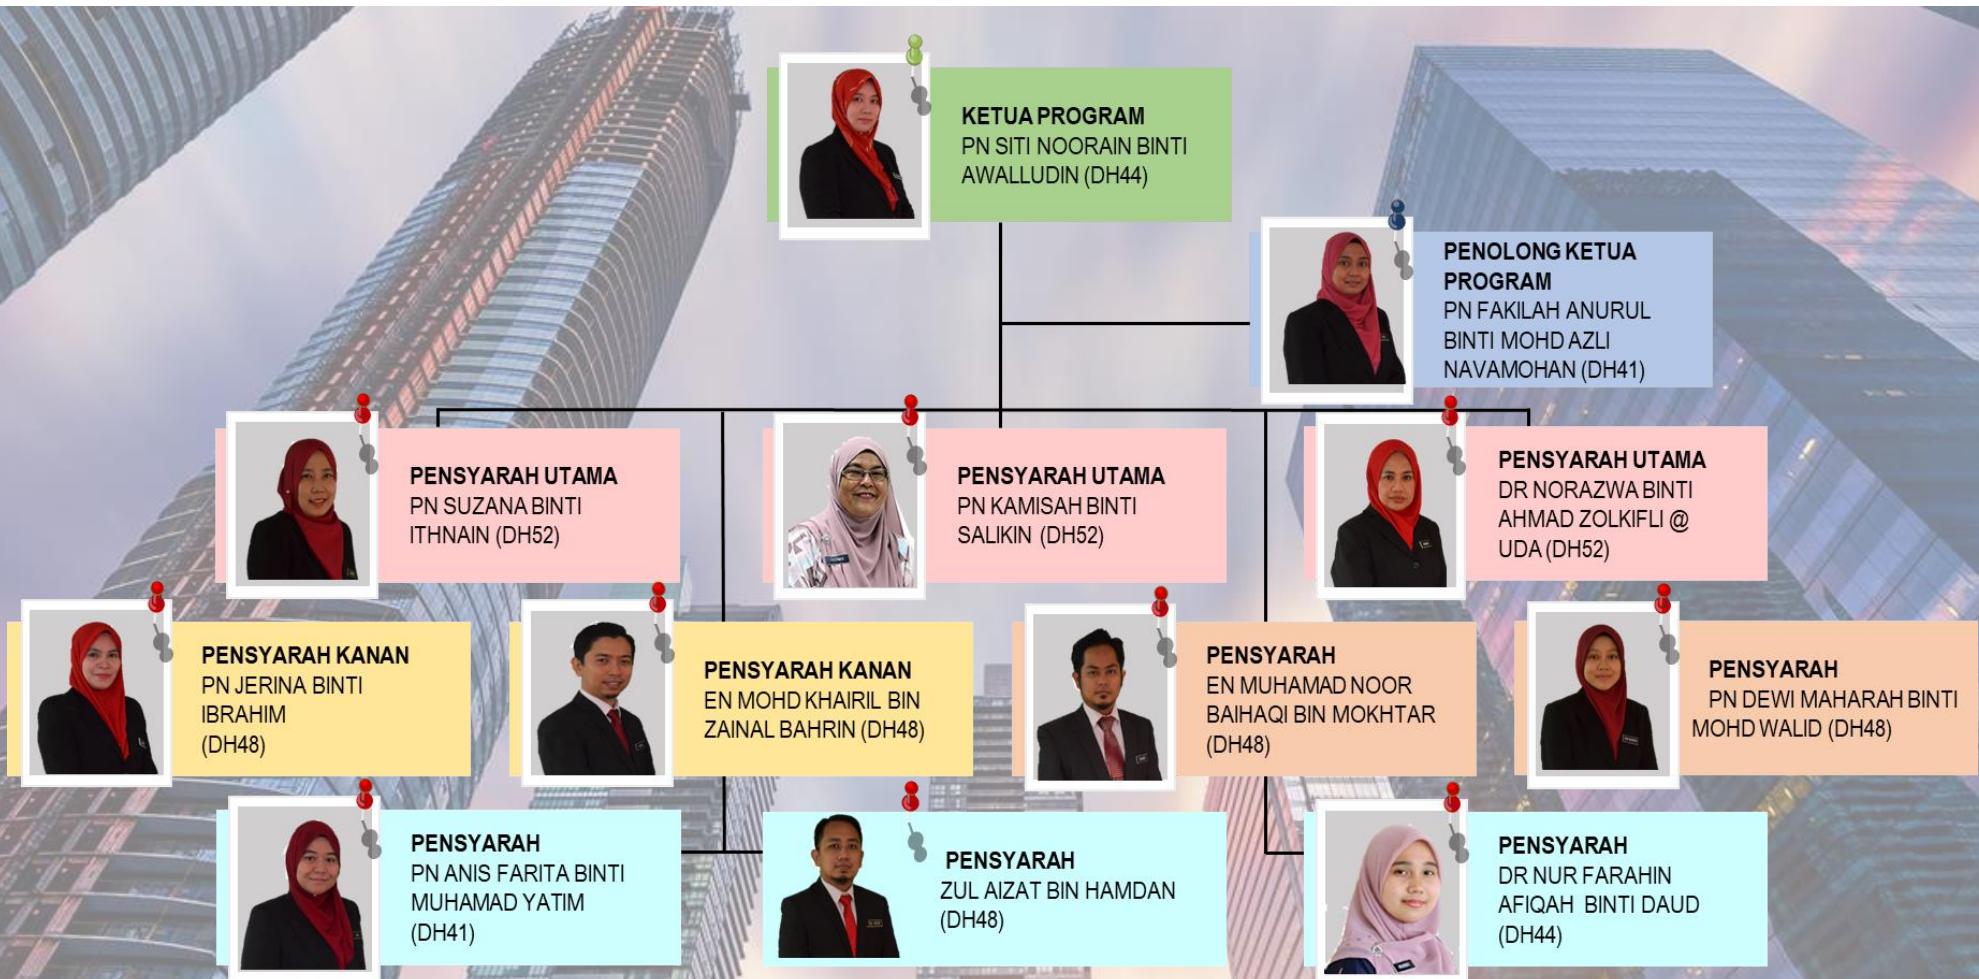 KETUA PROGRAM
PN SITI NOORAIN BINTI
AWALLUDIN (DH44)
PENOLONG KETUA
PROGRAM
PN FAKILAH ANURUL
BINTI MOHD AZLI
NAVAMOHAN (DH41)
PENSYARAH UTAMA
PN SUZANA BINTI
ITHNAIN (DH52)
PENSYARAH UTAMA
PN KAMISAH BINTI
SALIKIN (DH52)
PENSYARAH UTAMA
DR NORAZWA BINTI
AHMAD ZOLKIFLI @
UDA (DH52)
PENSYARAH KANAN
PN JERINA BINTI
IBRAHIM
(DH48)
PENSYARAH KANAN
EN MOHD KHAIRIL BIN
ZAINAL BAHRIN (DH48)
PENSYARAH
EN MUHAMAD NOOR
BAIHAQI BIN MOKHTAR
(DH48)
PENSYARAH
PN DEWI MAHARAH BINTI
MOHD WALID (DH48)
PENSYARAH
PN ANIS FARITA BINTI
MUHAMAD YATIM
(DH41)
PENSYARAH
ZUL AIZAT BIN HAMDAN
(DH48)
PENSYARAH
DR NUR FARAHIN
AFIQAH BINTI DAUD
(DH44)